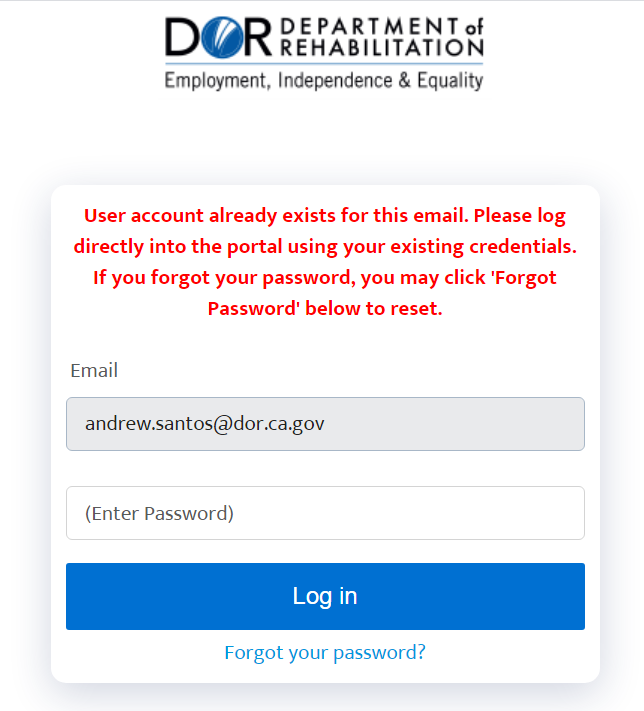 DOR DEPARTMENT of
REHABILITATION
Employment, Independence & Equality
User account already exists for this email. Please log
directly into the portal using your existing credentials.
If you forgot your password, you may click 'Forgot
Password' below to reset.
Email
andrew.santos@dor.ca.gov
(Enter Password)
Log in
Forgot your password?